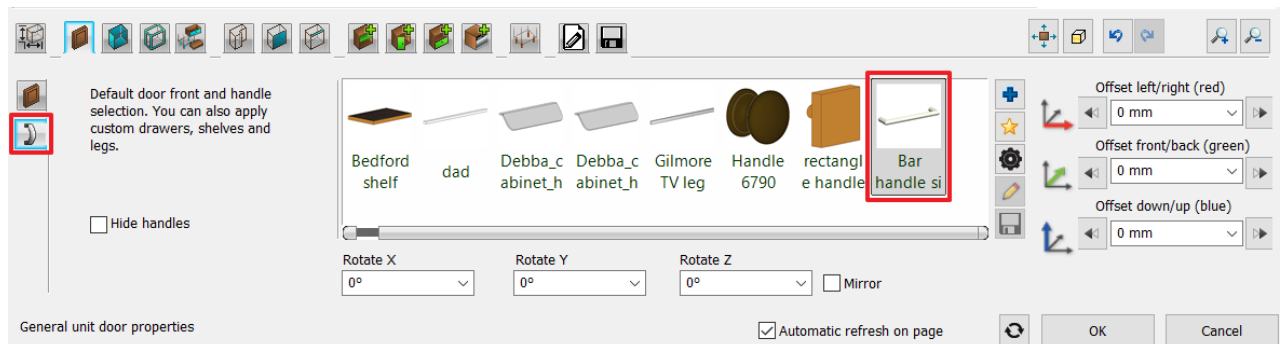 Default door front and handle
selection. You can also apply
custom drawers, shelves and
legs.
Hide handles
Bedford
shelf
dad
Debba_c
abinet_h
Debba_c
abinet_h
Gilmore
TV leg
Handle
6790
rectangl
e handle
Bar
handle si
Rotate X
0º
Rotate Y
0º
Rotate Z
0º
Mirror
Offset left/right (red)
0 mm
Offset front/back (green)
0 mm
Offset down/up (blue)
0 mm
General unit door properties
Automatic refresh on page
OK
Cancel